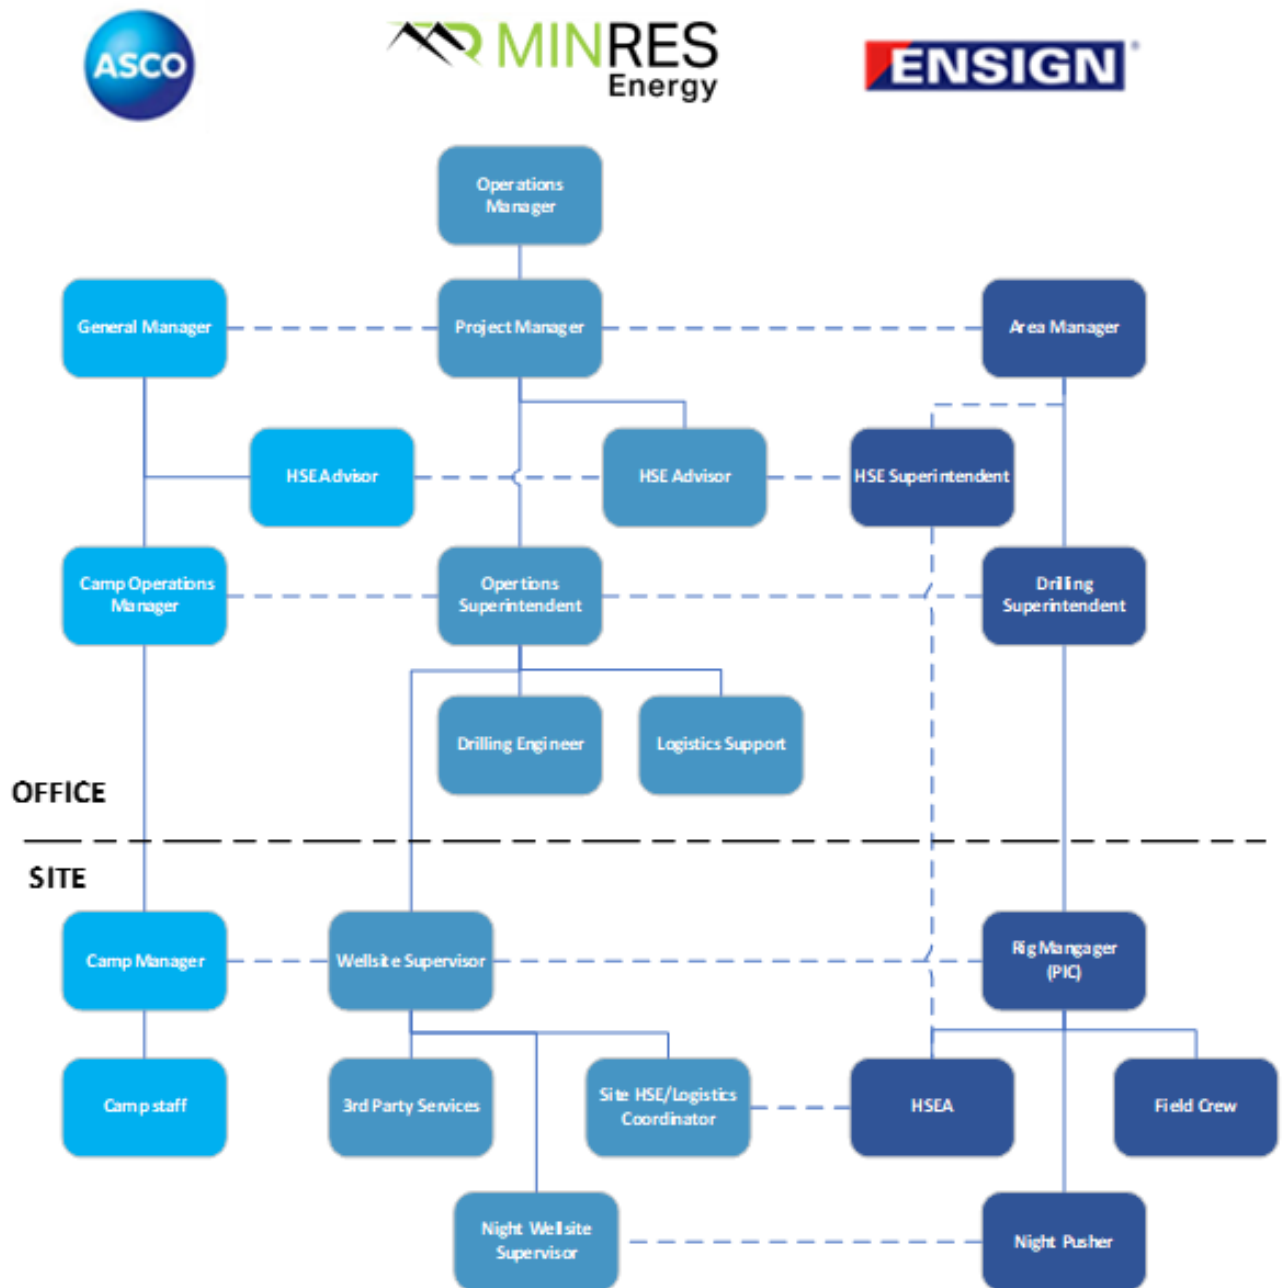 ASCO
MINRES
Energy
ENSIGN
Operations
Manager
General Manager
Project Manager
Area Manager
HSE Advisor
HSE Advisor
HSE Superintendent
Camp Operations
Manager
Opertions
Superintendent
Drilling
Superintendent
Drilling Engineer
Logistics Support
OFFICE
SITE
Camp Manager
Wellsite Supervisor
Rig Mangager
(PIC)
Camp staff
3rd Party Services
Site HSE/Logistics
Coordinator
HSEA
Field Crew
Night Wellsite
Supervisor
Night Pusher